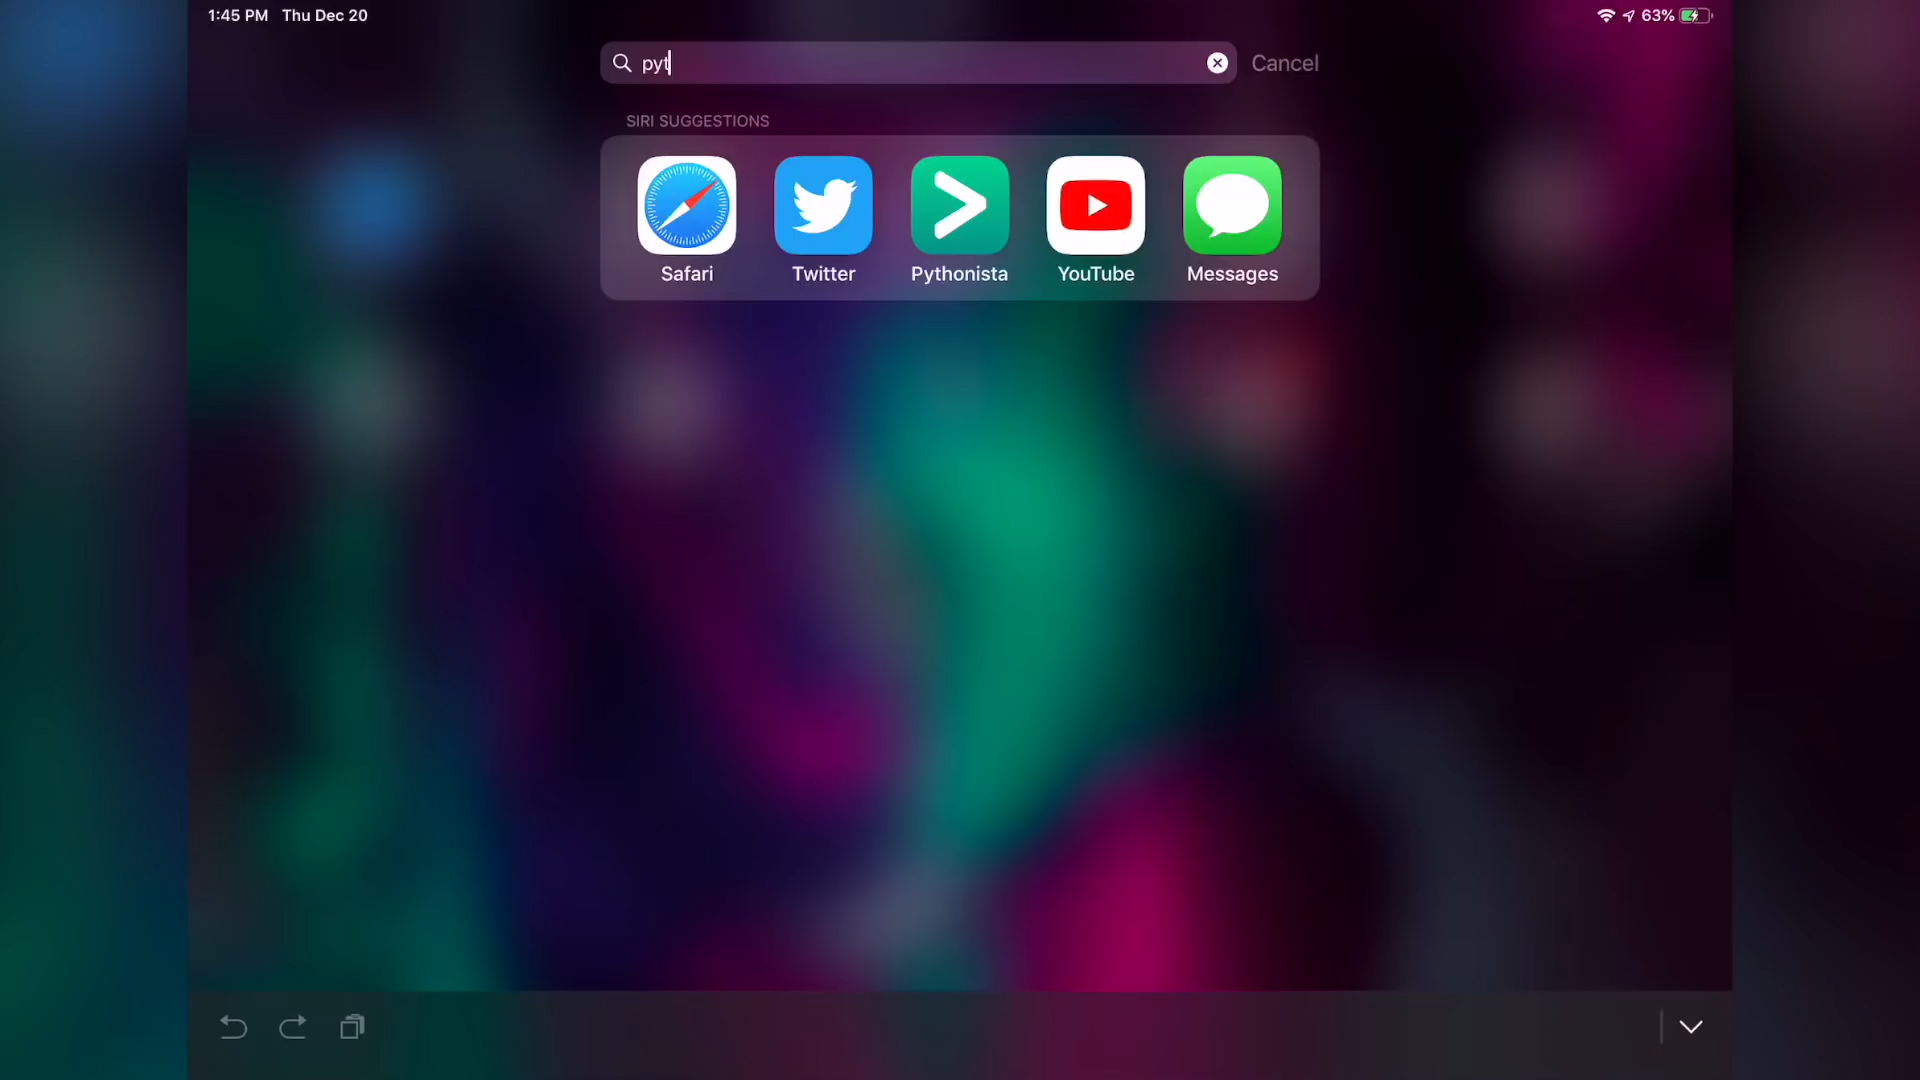 1:45 PM Thu Dec 20
63%
pyt
Cancel
SIRI SUGGESTIONS
Safari
Twitter
Pythonista
YouTube
Messages